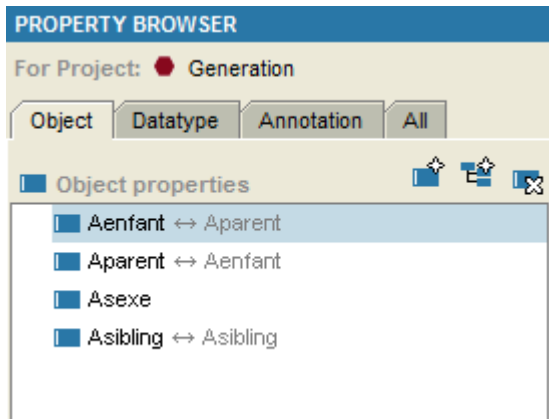 PROPERTY BROWSER
For Project: Generation
Object Datatype Annotation All
Object properties
Aenfant ↔ Aparent
Aparent ↔ Aenfant
Asexe
Asibling ↔ Asibling